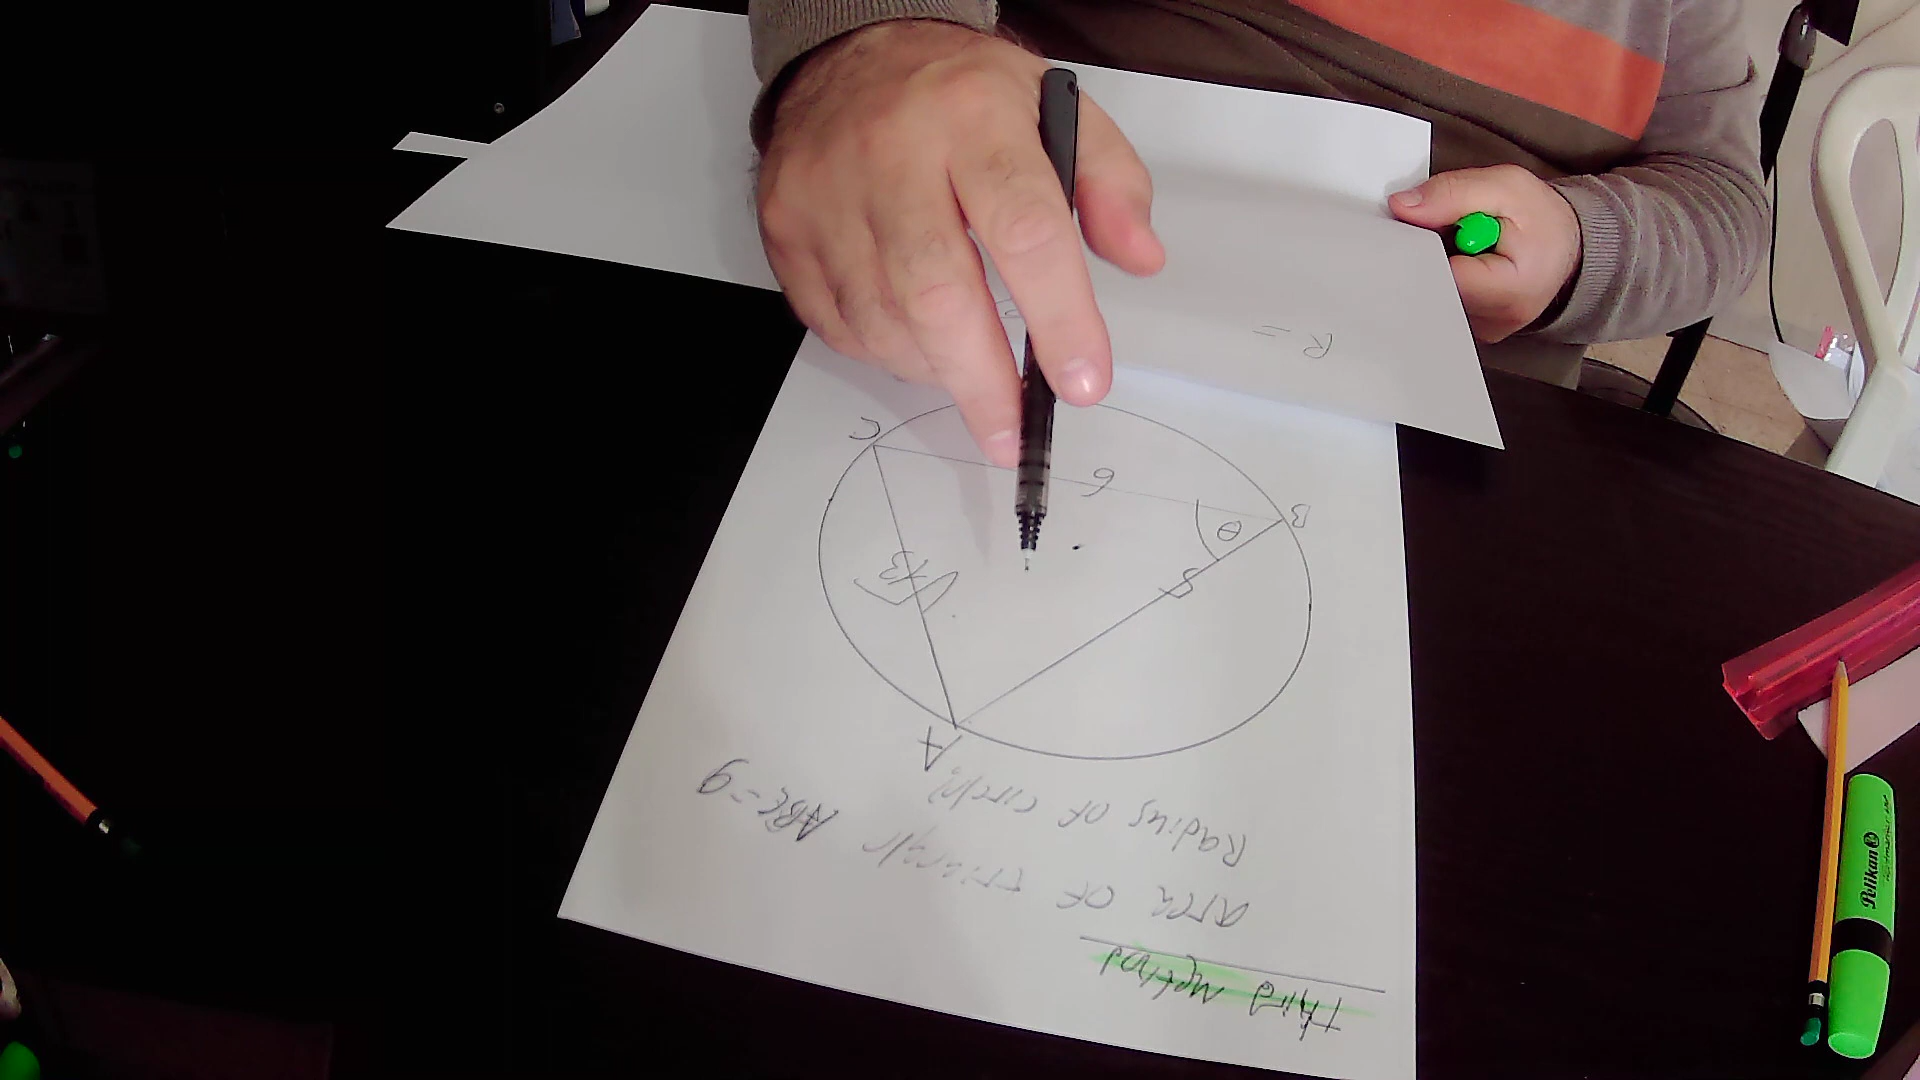 third method
area of triangle ABC = 9
Radius of circle,
A
8
√13
θ
B
6
C
R =
Pelikan